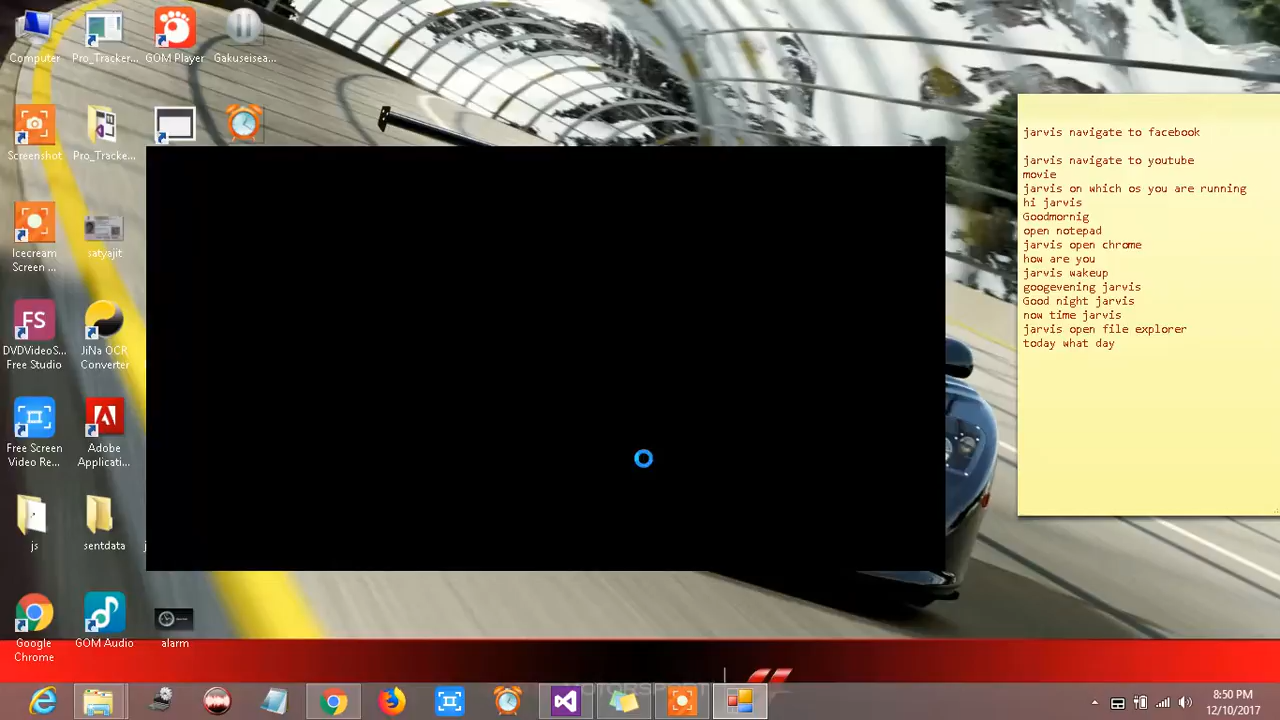 Computer
Pro_Tracker...
GOM Player
Gakuseisea...
Screenshot
Pro_Tracke...
Icecream
Screen ...
satyajit
FS
DVDVideoS...
Free Studio
JiNa OCR
Converter
Free Screen
Video Re...
Adobe
Applicati...
js
sentdata
j
Google
Chrome
GOM Audio
alarm
jarvis navigate to facebook
jarvis navigate to youtube
movie
jarvis on which os you are running
hi jarvis
Goodmornig
open notepad
jarvis open chrome
how are you
jarvis wakeup
googevening jarvis
Good night jarvis
now time jarvis
jarvis open file explorer
today what day
8:50 PM
12/10/2017